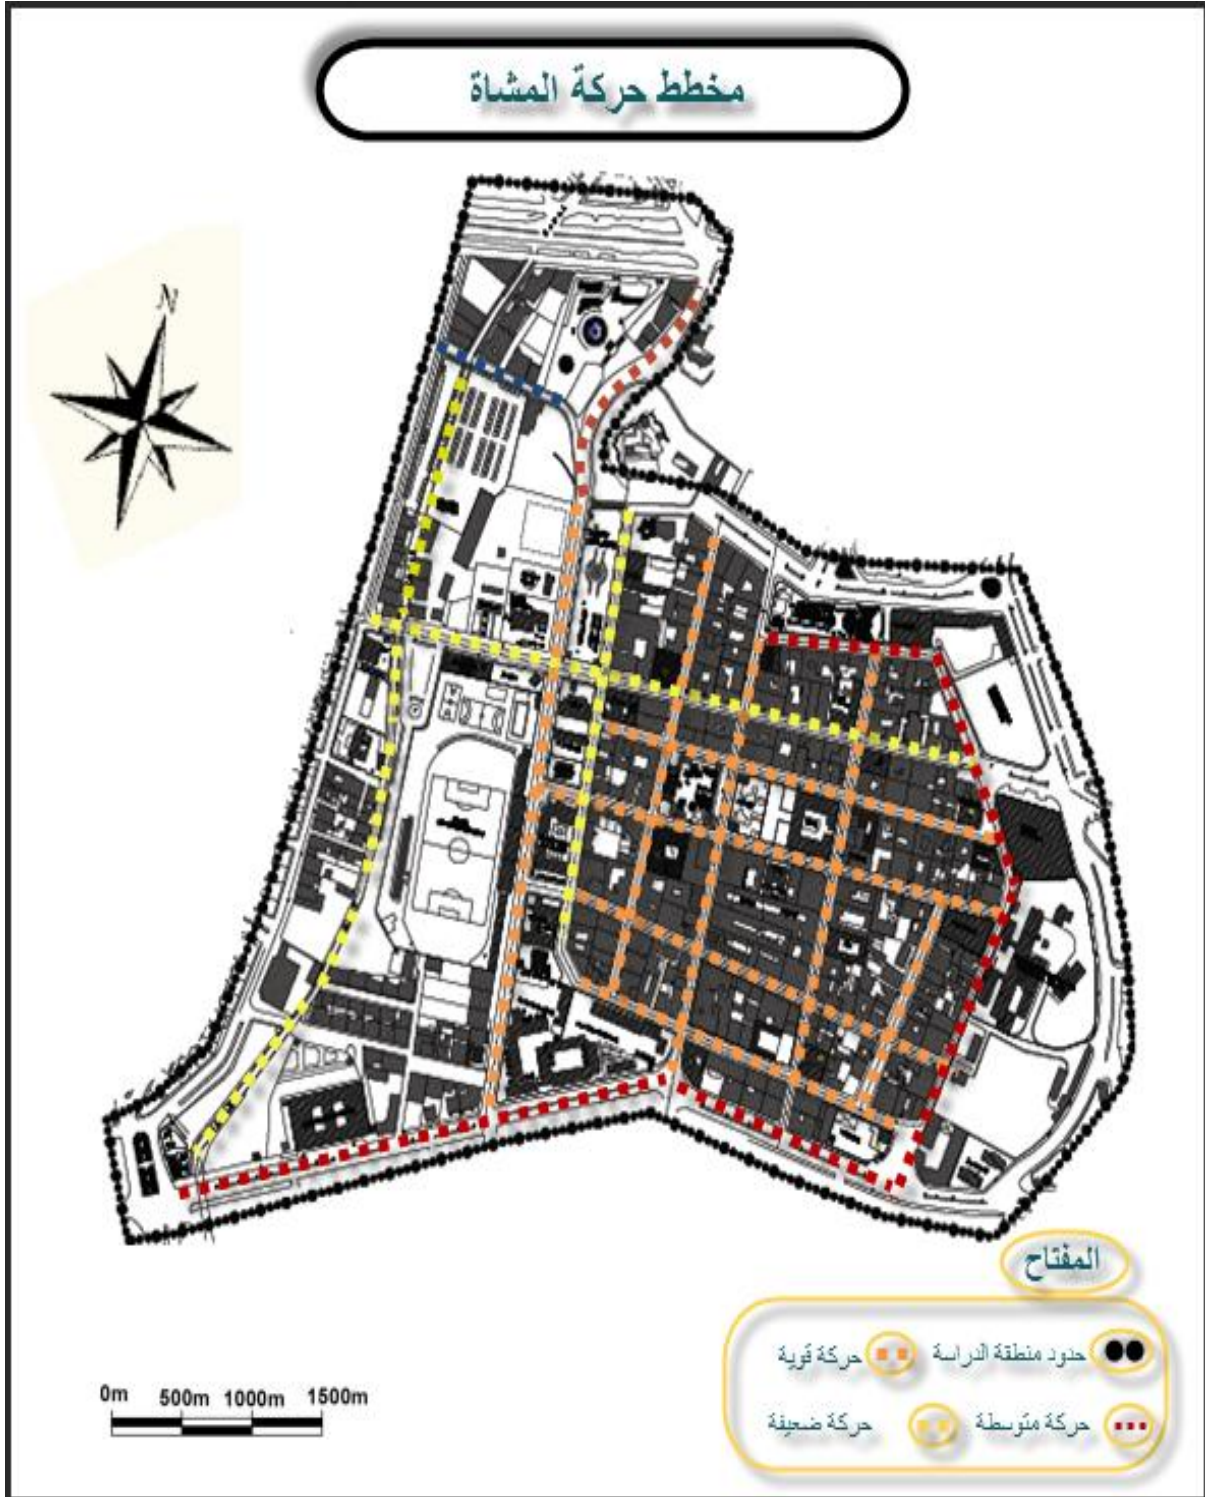 مخطط حركة المشاة
N
المفتاح
حدود منطقة الدراسة
حركة قوية
حركة متوسطة
حركة ضعيفة
0m 500m 1000m 1500m